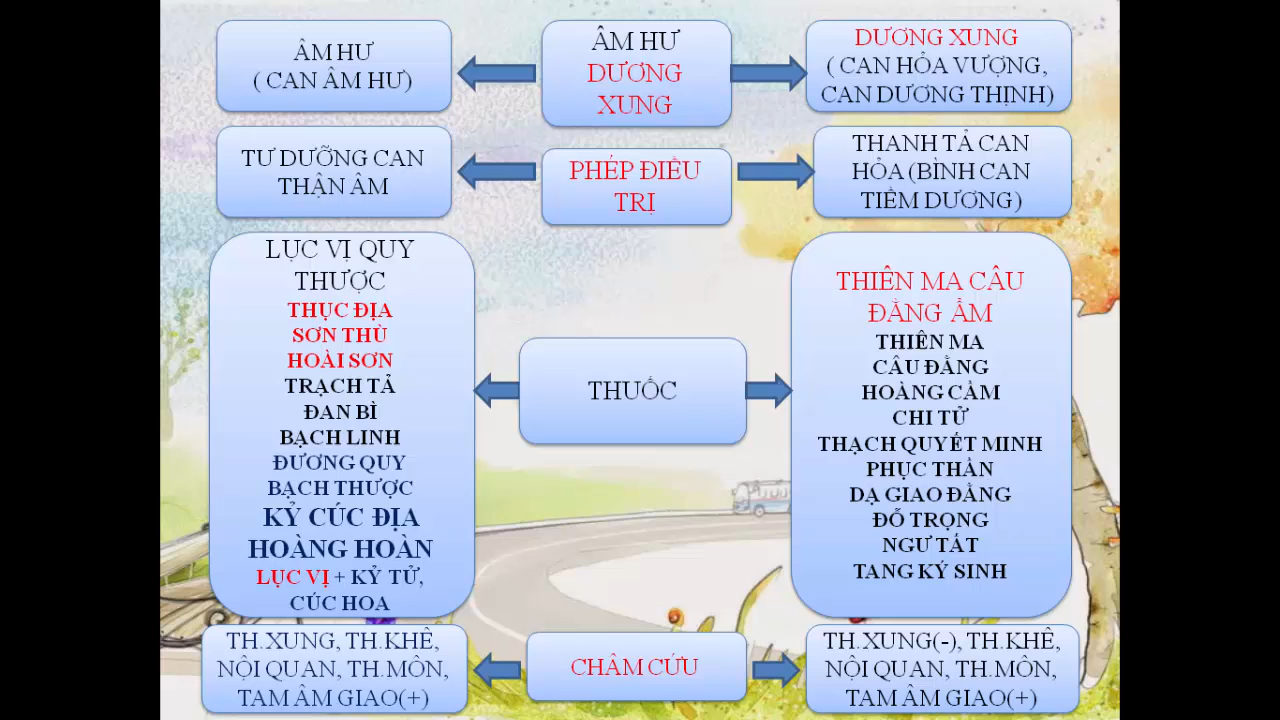 ÂM HƯ
( CAN ÂM HƯ)
ÂM HƯ
DƯƠNG
XUNG
DƯƠNG XUNG
( CAN HỎA VƯỢNG,
CAN DƯƠNG THỊNH)
TƯ DƯỠNG CAN
THẬN ÂM
PHÉP ĐIỀU
TRỊ
THANH TẢ CAN
HỎA (BÌNH CAN
TIỀM DƯƠNG)
LỤC VỊ QUY
THƯỢC
THỤC ĐỊA
SƠN THÙ
HOÀI SƠN
TRẠCH TẢ
ĐAN BÌ
BẠCH LINH
ĐƯƠNG QUY
BẠCH THƯỢC
KỶ CÚC ĐỊA
HOÀNG HOÀN
LỤC VỊ + KỶ TỬ,
CÚC HOA
THUỐC
THIÊN MA CÂU
ĐẰNG ẨM
THIÊN MA
CÂU ĐẰNG
HOÀNG CẦM
CHI TỬ
THẠCH QUYẾT MINH
PHỤC THẦN
DẠ GIAO ĐẰNG
ĐỖ TRỌNG
NGƯ TẤT
TANG KÝ SINH
TH.XUNG, TH.KHÊ,
NỘI QUAN, TH.MÔN,
TAM ÂM GIAO(+)
CHÂM CỨU
TH.XUNG(-), TH.KHÊ,
NỘI QUAN, TH.MÔN,
TAM ÂM GIAO(+)